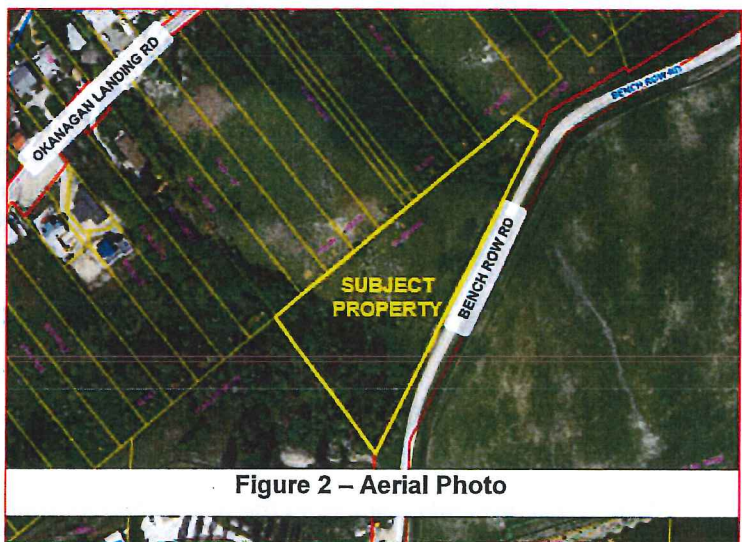 OKANAGAN LANDING RD
BENCH ROW RD
BENCH ROW RD
SUBJECT
PROPERTY
Figure 2 – Aerial Photo